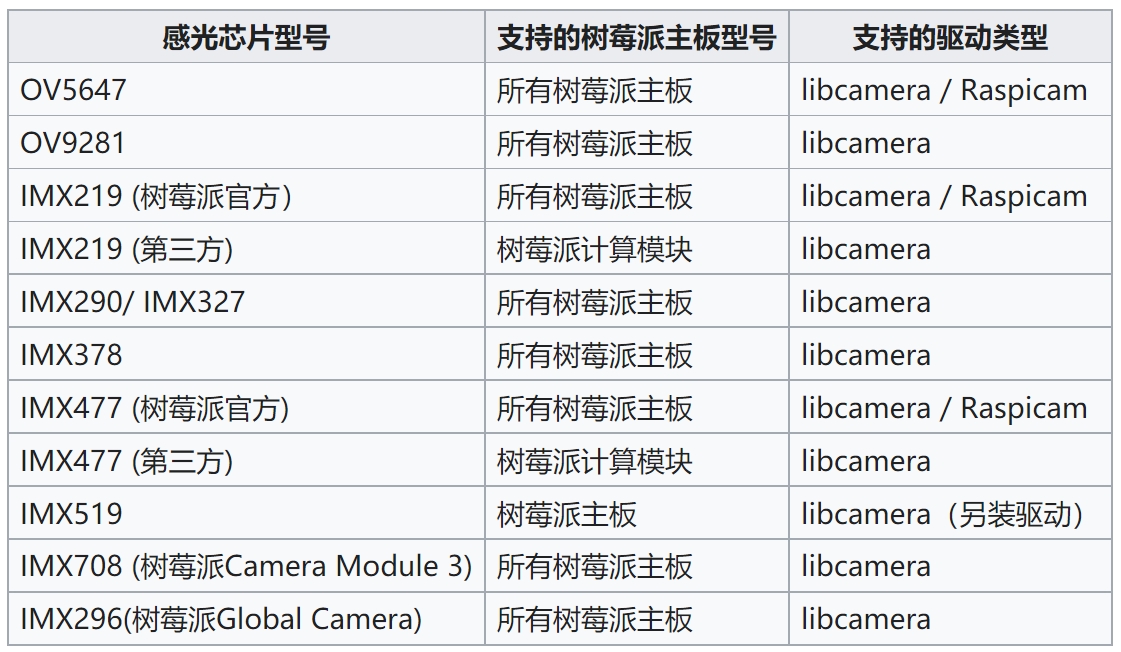 感光芯片型号 支持的树莓派主板型号 支持的驱动类型
OV5647 所有树莓派主板 libcamera / Raspicam
OV9281 所有树莓派主板 libcamera
IMX219 (树莓派官方） 所有树莓派主板 libcamera / Raspicam
IMX219 (第三方) 树莓派计算模块 libcamera
IMX290/ IMX327 所有树莓派主板 libcamera
IMX378 所有树莓派主板 libcamera
IMX477 (树莓派官方) 所有树莓派主板 libcamera / Raspicam
IMX477 (第三方) 树莓派计算模块 libcamera
IMX519 树莓派主板 libcamera（另装驱动）
IMX708 (树莓派Camera Module 3) 所有树莓派主板 libcamera
IMX296(树莓派Global Camera) 所有树莓派主板 libcamera